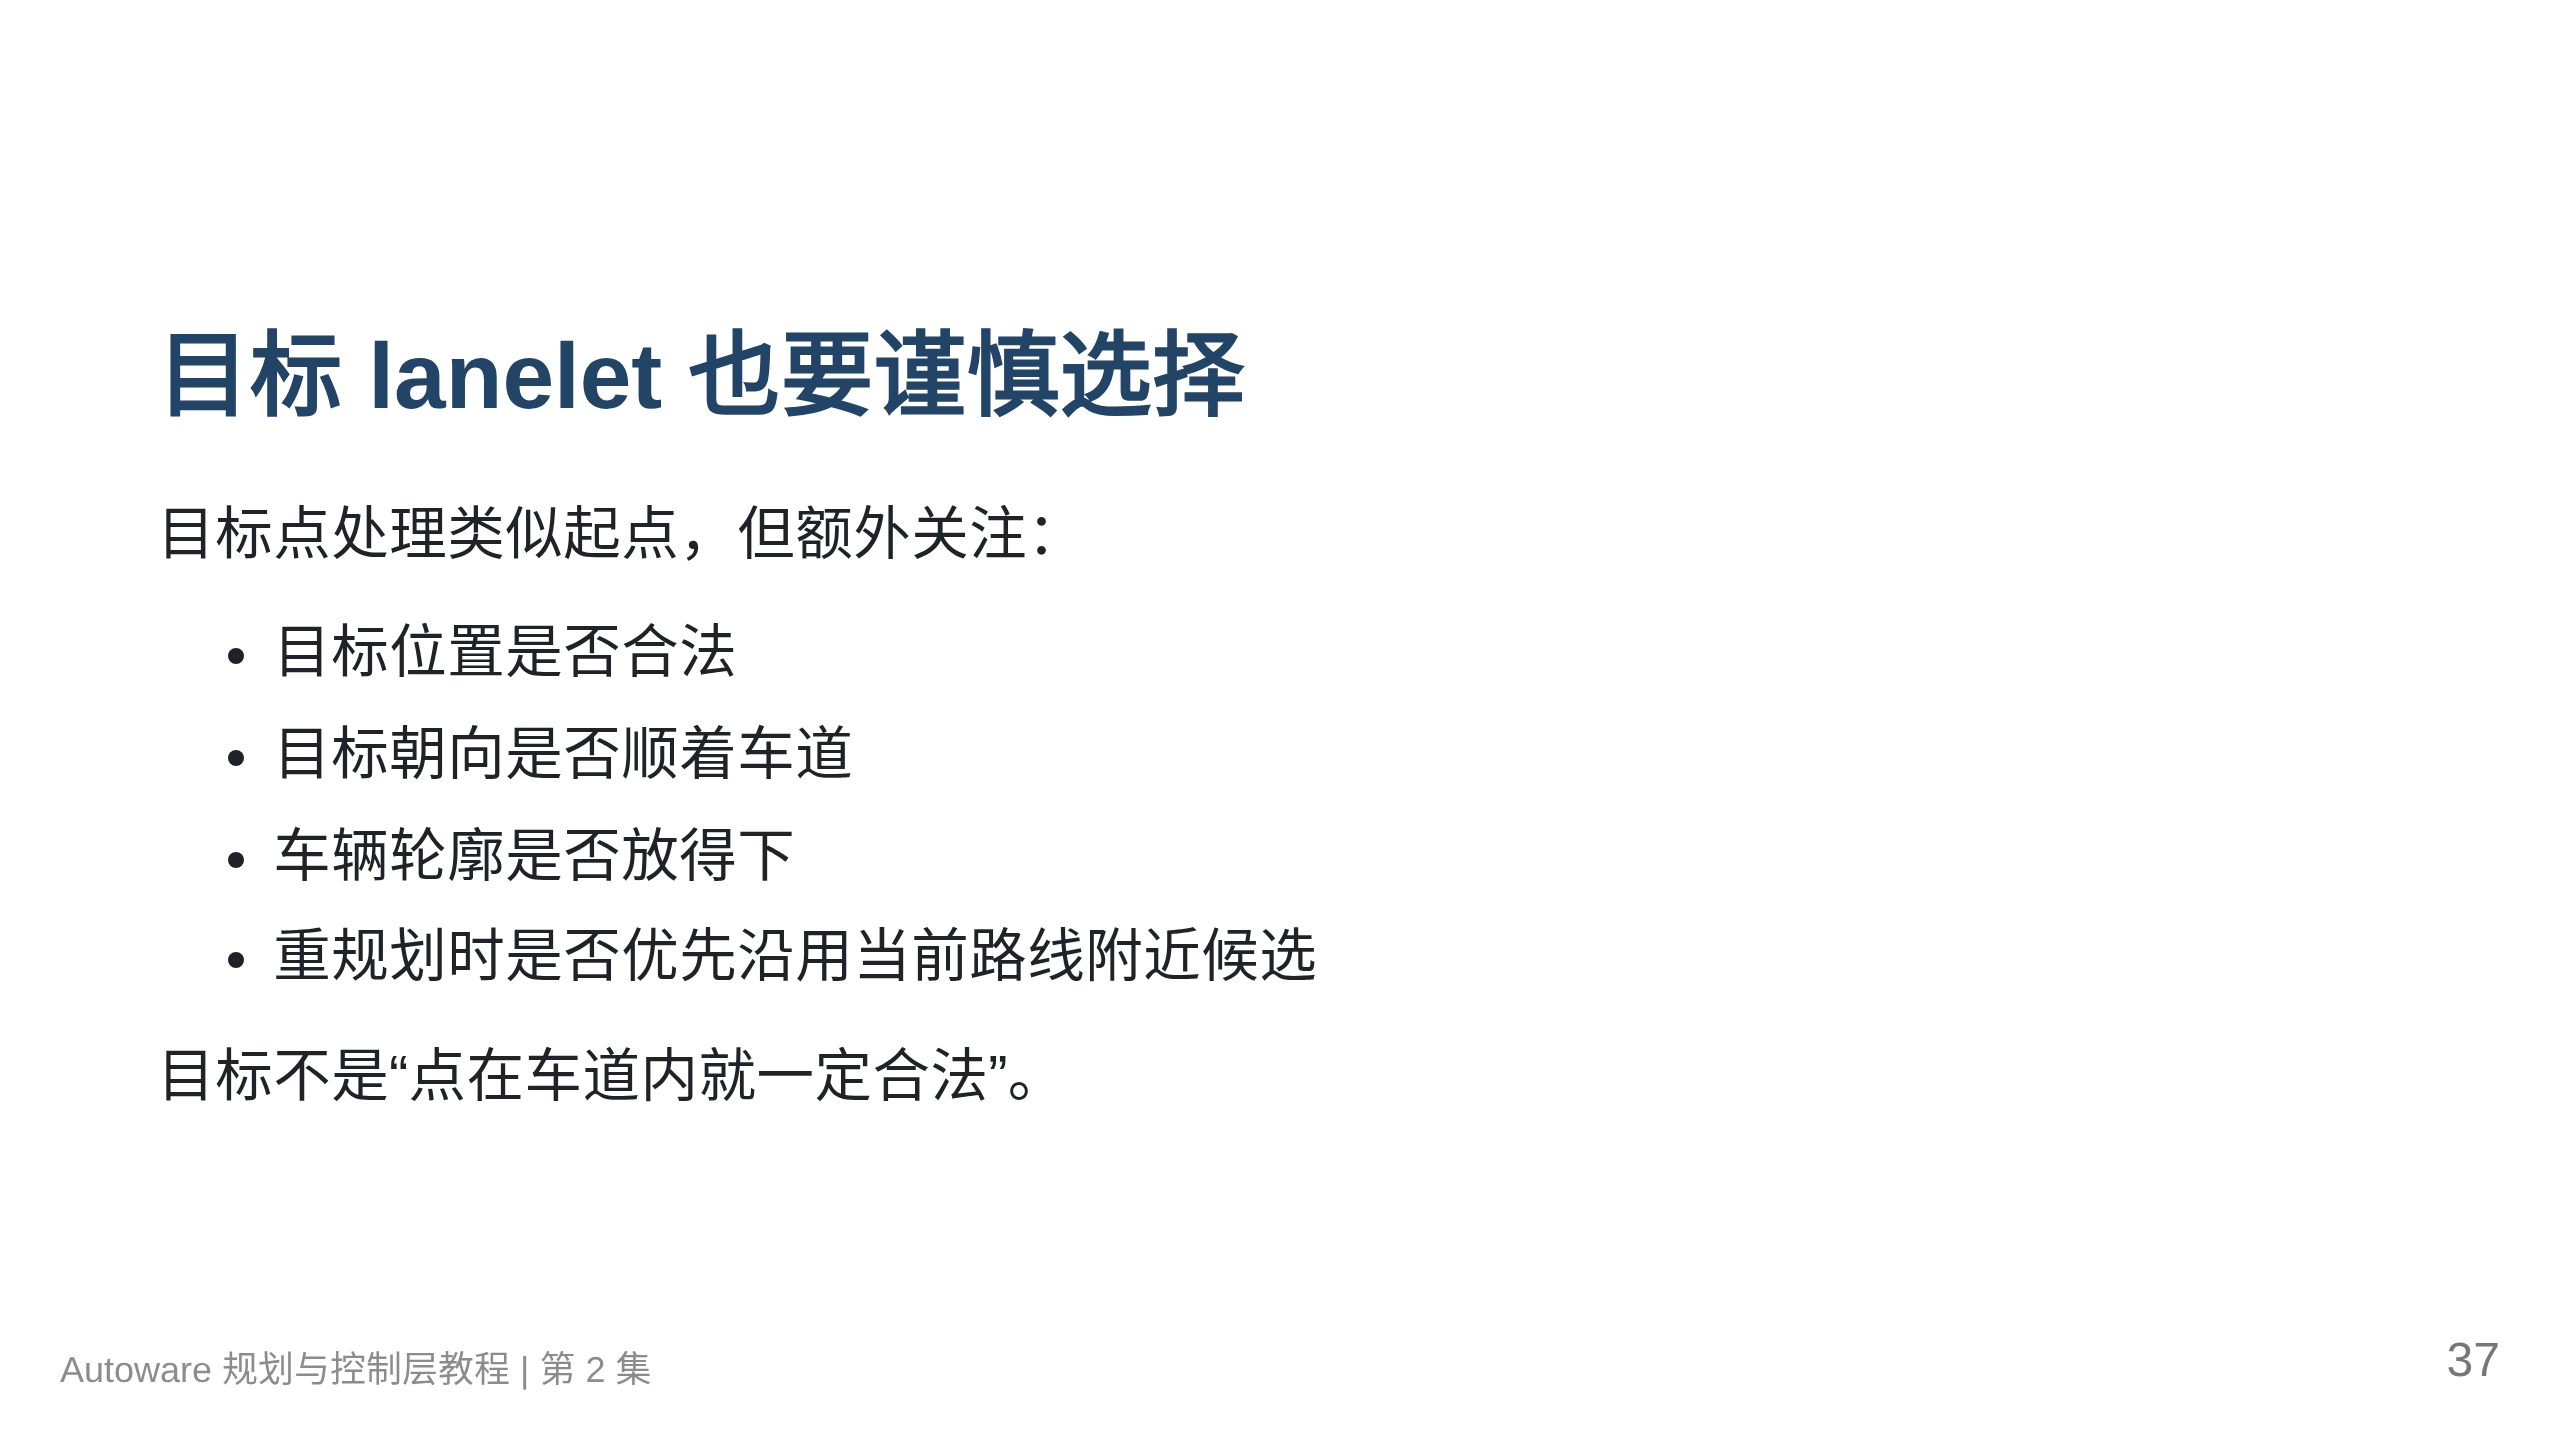 目标 lanelet 也要谨慎选择
目标点处理类似起点，但额外关注：
• 目标位置是否合法
• 目标朝向是否顺着车道
• 车辆轮廓是否放得下
• 重规划时是否优先沿用当前路线附近候选
目标不是“点在车道内就一定合法”。
Autoware 规划与控制层教程 | 第 2 集
37